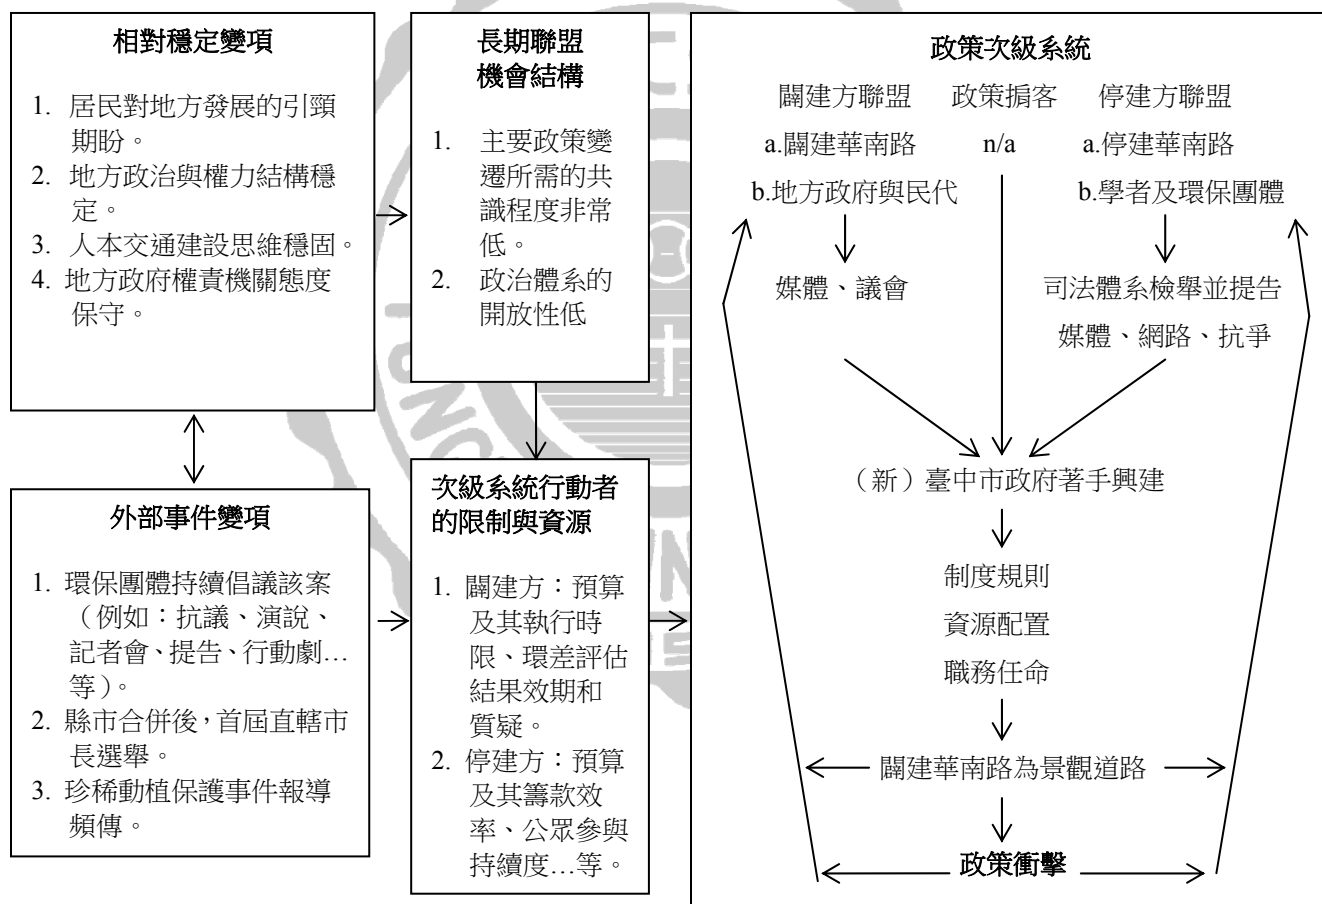 相對穩定變項
1. 居民對地方發展的引頸
期盼。
2. 地方政治與權力結構穩
定。
3. 人本交通建設思維穩固。
4. 地方政府權責機關態度
保守。
長期聯盟
機會結構
1. 主要政策變
遷所需的共
識程度非常
低。
2. 政治體系的
開放性低
外部事件變項
1. 環保團體持續倡議該案
（例如：抗議、演說、
記者會、提告、行動劇…
等）。
2. 縣市合併後，首屆直轄市
長選舉。
3. 珍稀動植保護事件報導
頻傳。
次級系統行動者
的限制與資源
1. 闢建方：預算
及其執行時
限、環差評估
結果效期和
質疑。
2. 停建方：預算
及其籌款效
率、公眾參與
持續度…等。
政策次級系統
闢建方聯盟 政策掮客 停建方聯盟
a.闢建華南路 n/a a.停建華南路
b.地方政府與民代 b.學者及環保團體
媒體、議會 司法體系檢舉並提告
媒體、網路、抗爭
（新）臺中市政府著手興建
制度規則
資源配置
職務任命
闢建華南路為景觀道路
政策衝擊